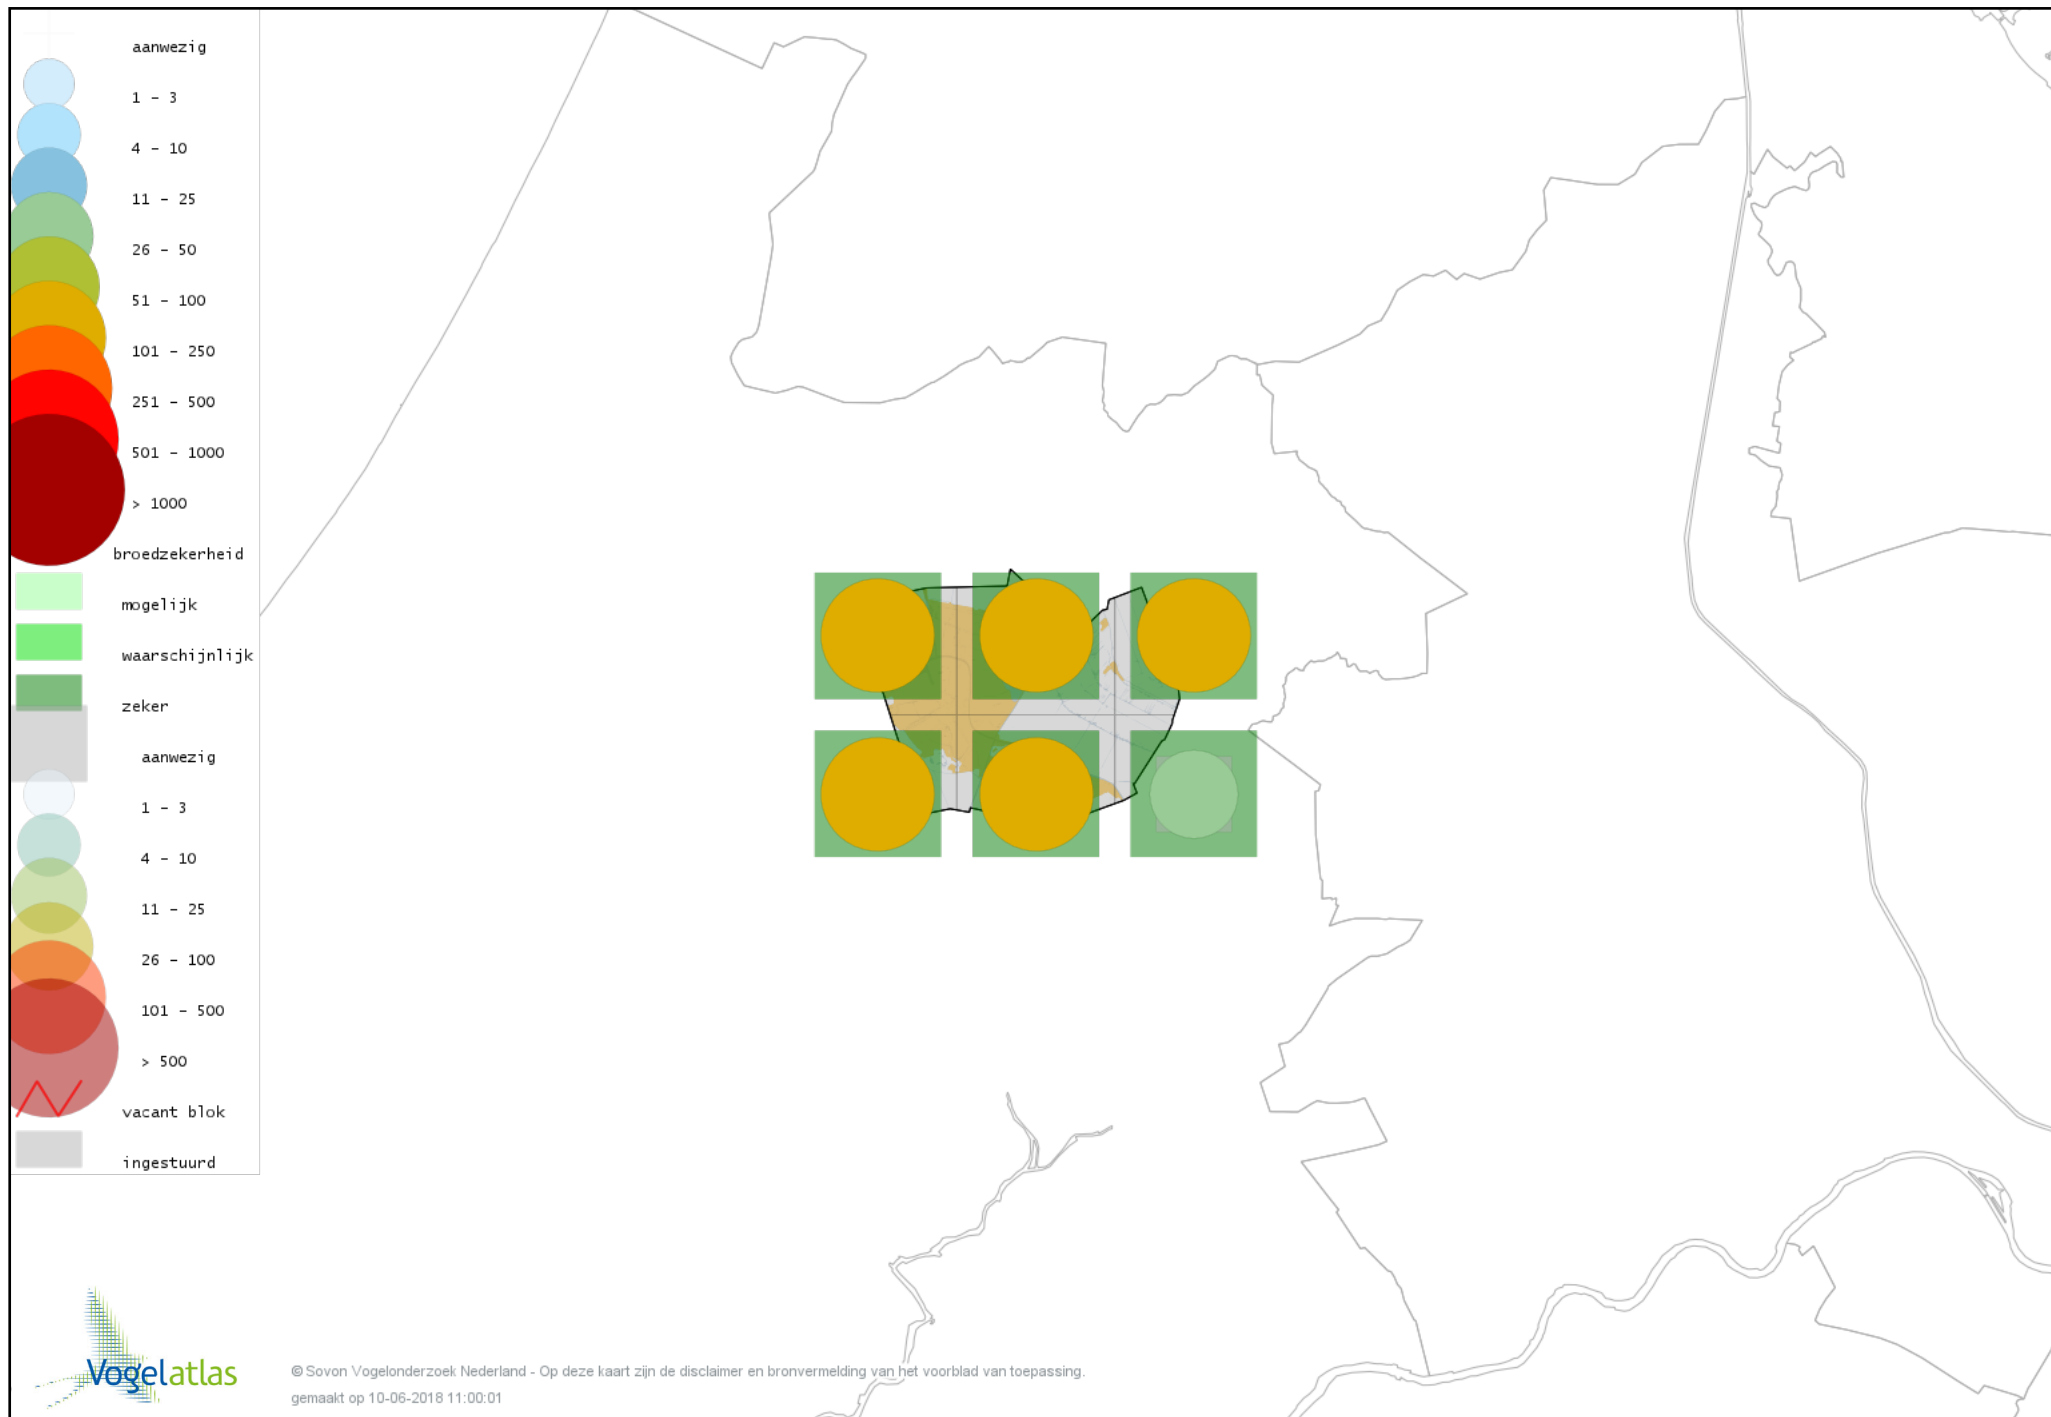 aanwezig
1 - 3
4 - 10
11 - 25
26 - 50
51 - 100
101 - 250
251 - 500
501 - 1000
> 1000
broedzekerheid
mogelijk
waarschijnlijk
zeker
aanwezig
1 - 3
4 - 10
11 - 25
26 - 100
101 - 500
> 500
vacant blok
ingestuurd
Vogelatlas
© Sovon Vogelonderzoek Nederland - Op deze kaart zijn de disclaimer en bronvermelding van het voorblad van toepassing.
gemaakt op 10-06-2018 11:00:01